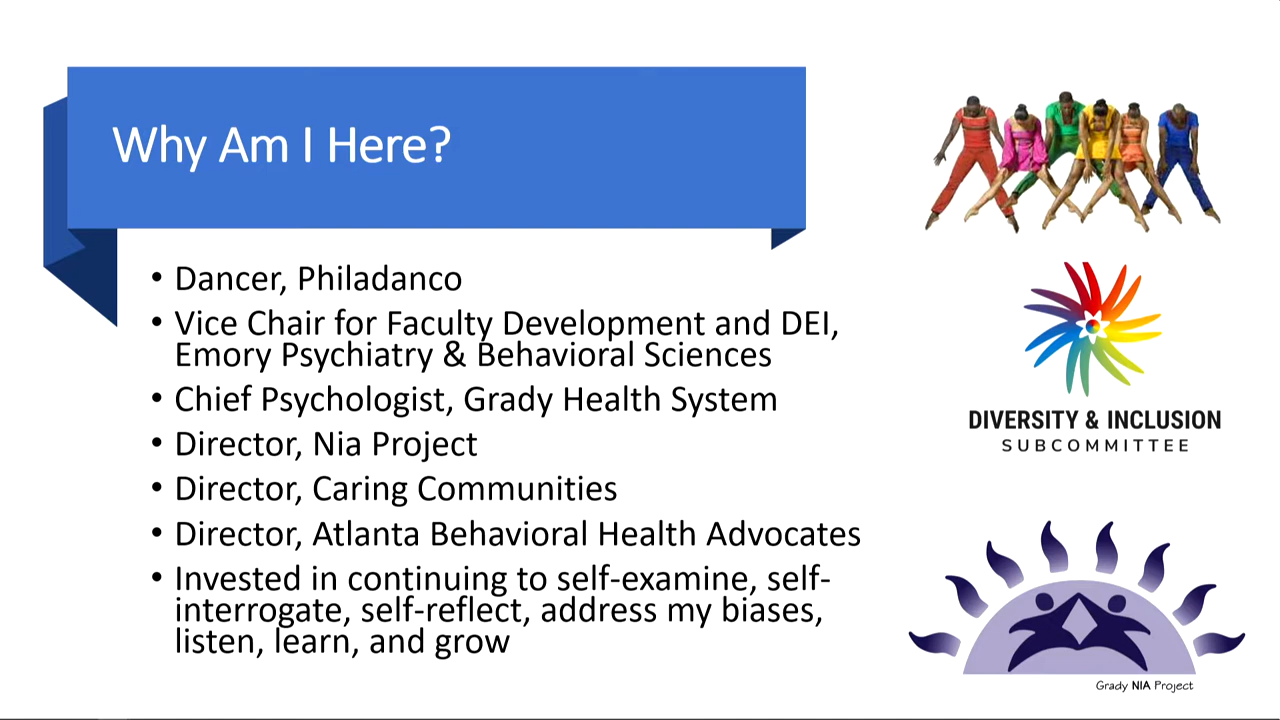 Why Am I Here?
• Dancer, Philadanco
• Vice Chair for Faculty Development and DEI,
Emory Psychiatry & Behavioral Sciences
• Chief Psychologist, Grady Health System
• Director, Nia Project
• Director, Caring Communities
• Director, Atlanta Behavioral Health Advocates
• Invested in continuing to self-examine, self-
interrogate, self-reflect, address my biases,
listen, learn, and grow
DIVERSITY & INCLUSION
SUBCOMMITTEE
Grady NIA Project